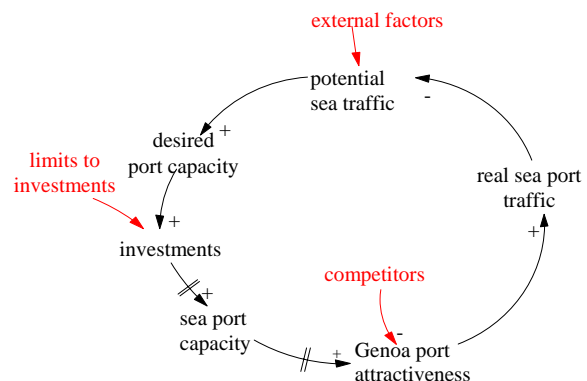 external factors
potential
sea traffic
-
+
desired
port capacity
limits to
investments
real sea port
traffic
+
+
investments
competitors
+
sea port
capacity
-
+
Genoa port
attractiveness